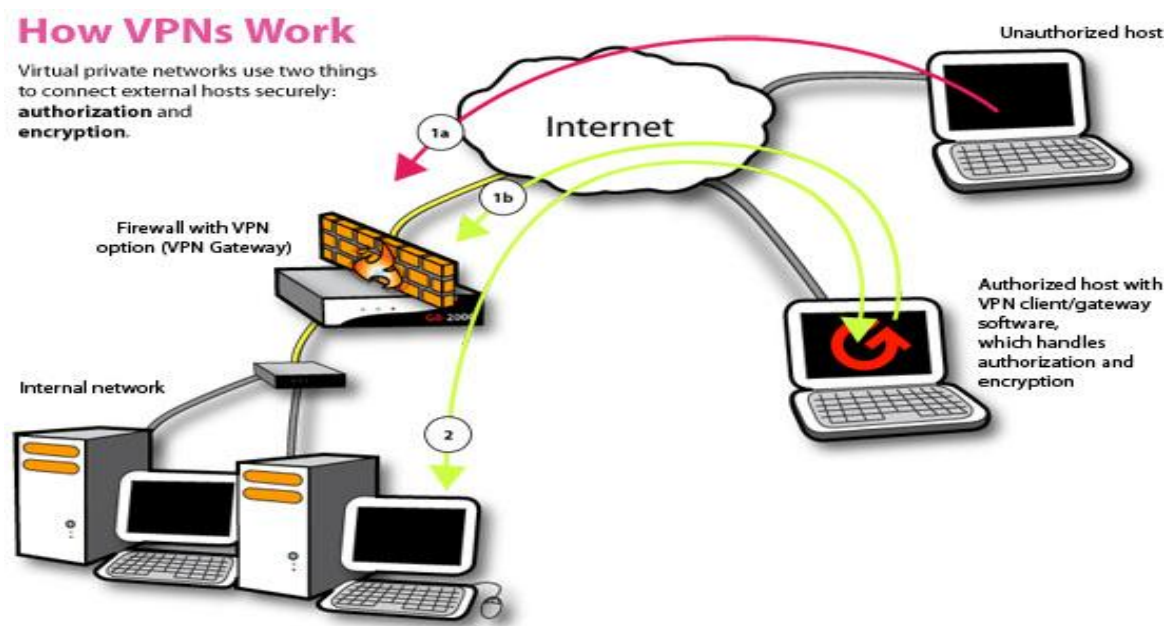 How VPNs Work
Virtual private networks use two things
to connect external hosts securely:
authorization and
encryption.
Unauthorized host
1a
Internet
1b
Firewall with VPN
option (VPN Gateway)
GB-2000
Authorized host with
VPN client/gateway
software,
which handles
authorization and
encryption
Internal network
2